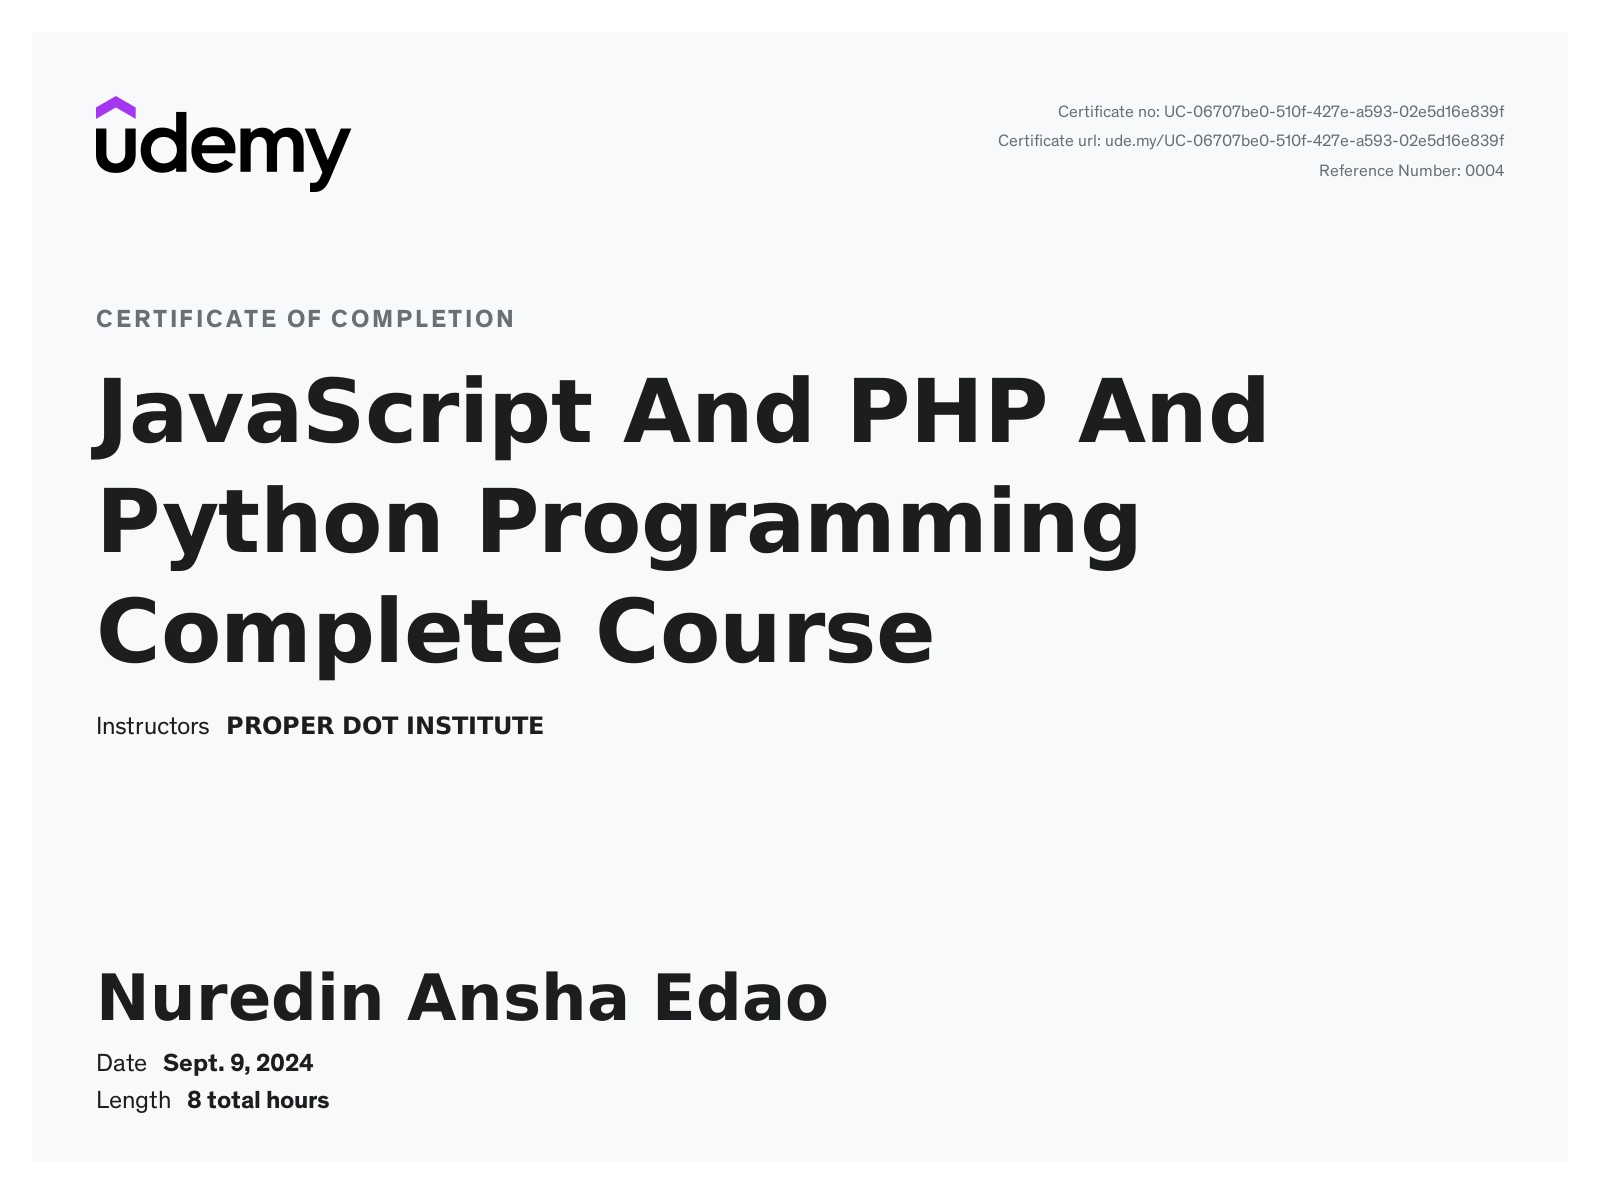 udemy
Certificate no: UC-06707be0-510f-427e-a593-02e5d16e839f
Certificate url: ude.my/UC-06707be0-510f-427e-a593-02e5d16e839f
Reference Number: 0004
CERTIFICATE OF COMPLETION
JavaScript And PHP And
Python Programming
Complete Course
Instructors PROPER DOT INSTITUTE
Nuredin Ansha Edao
Date Sept. 9, 2024
Length 8 total hours